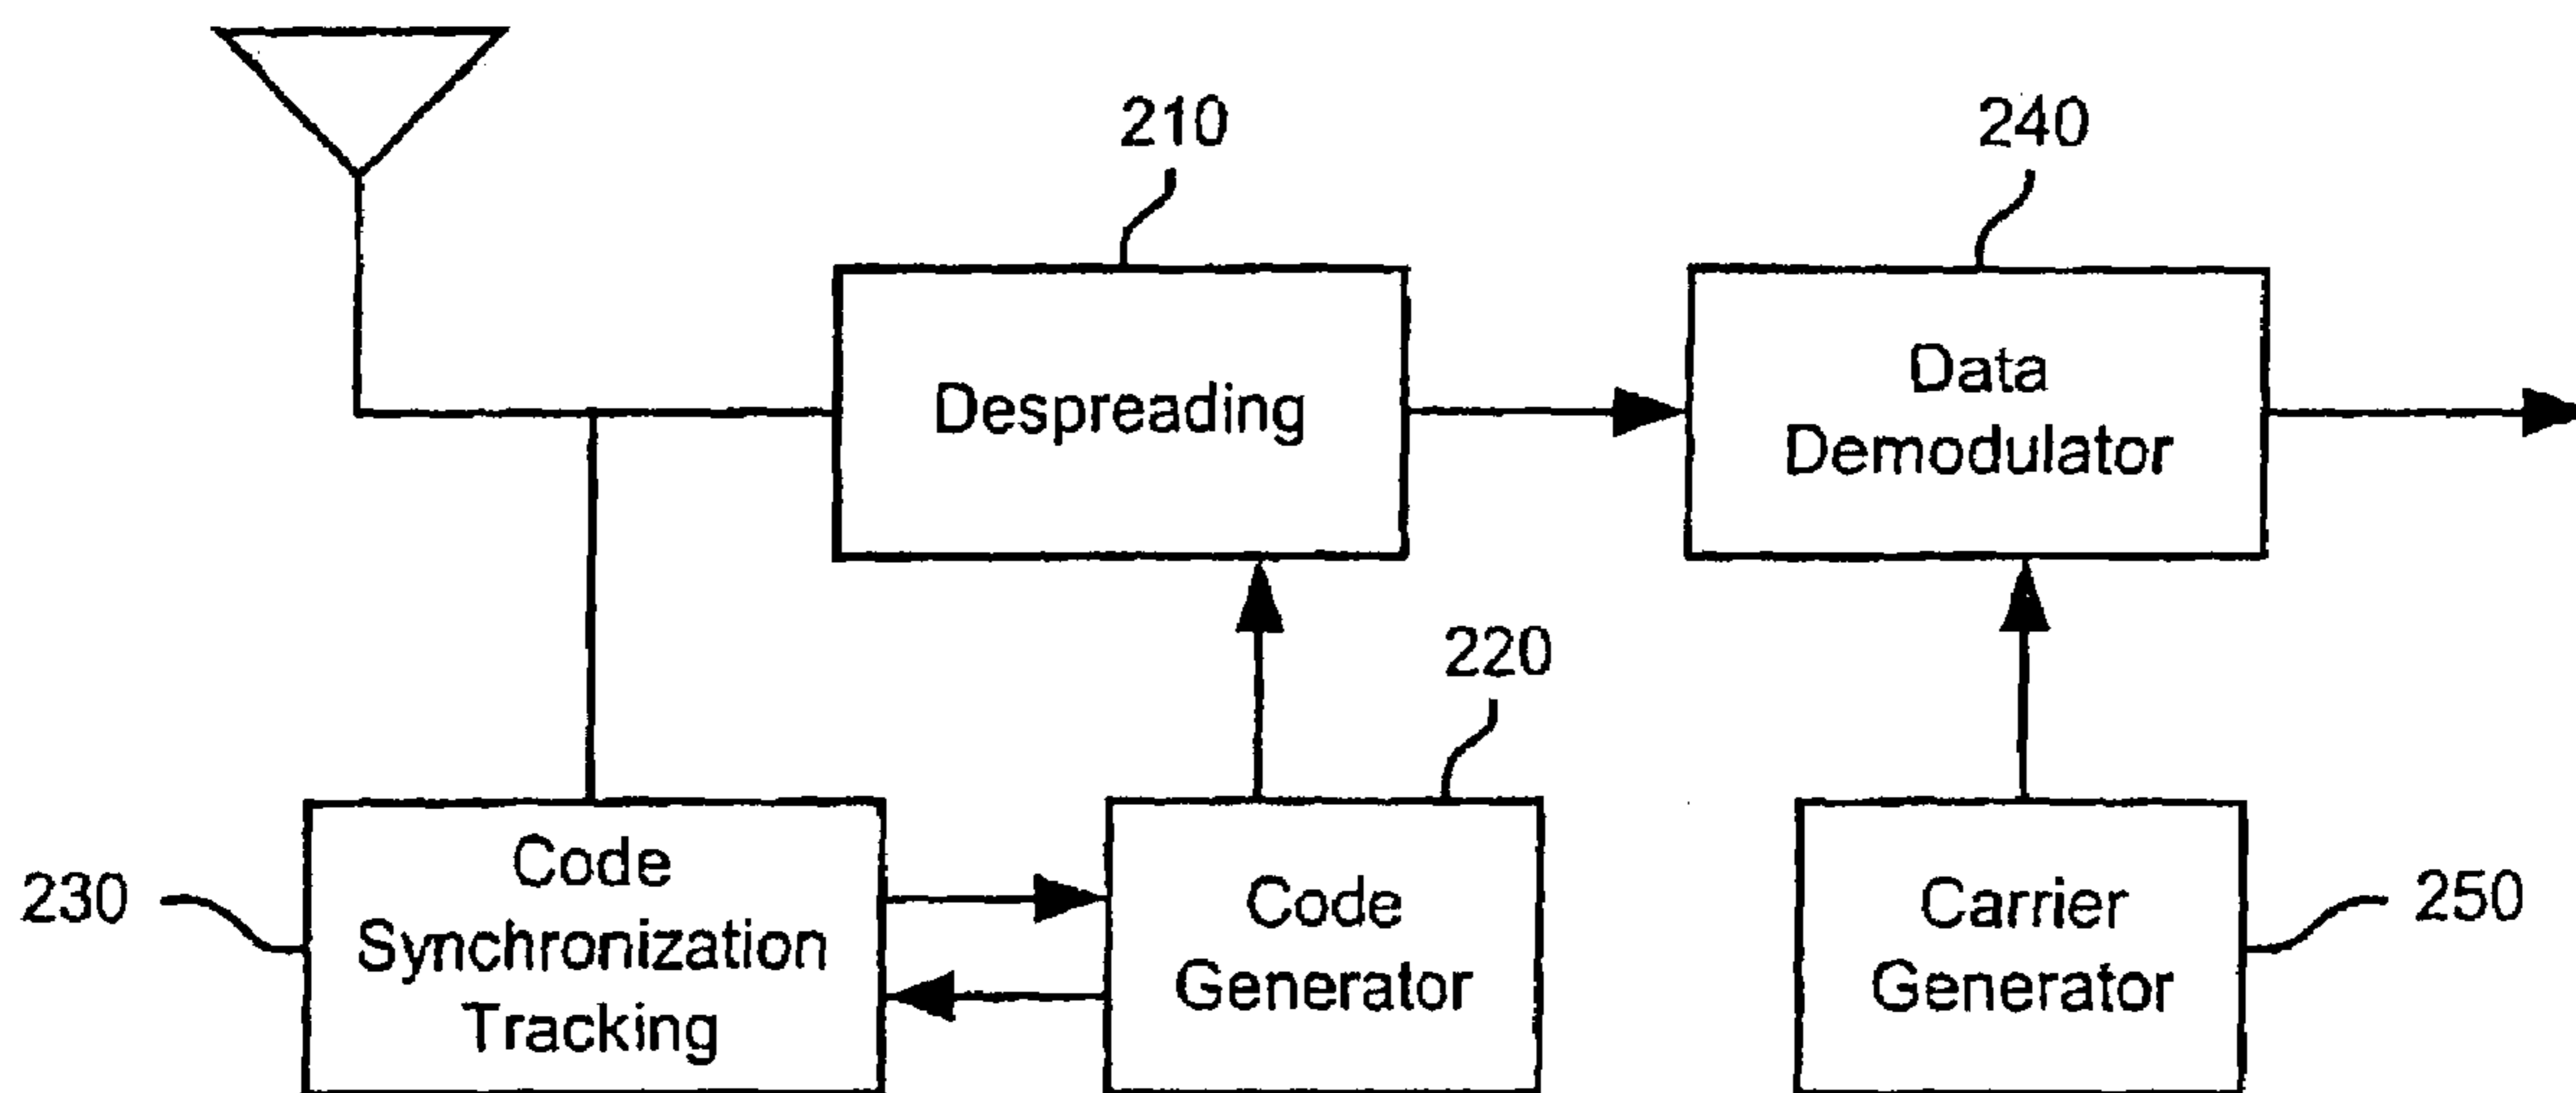 210
240
Despreading
Data
Demodulator
220
230
Code
Synchronization
Tracking
Code
Generator
Carrier
Generator
250